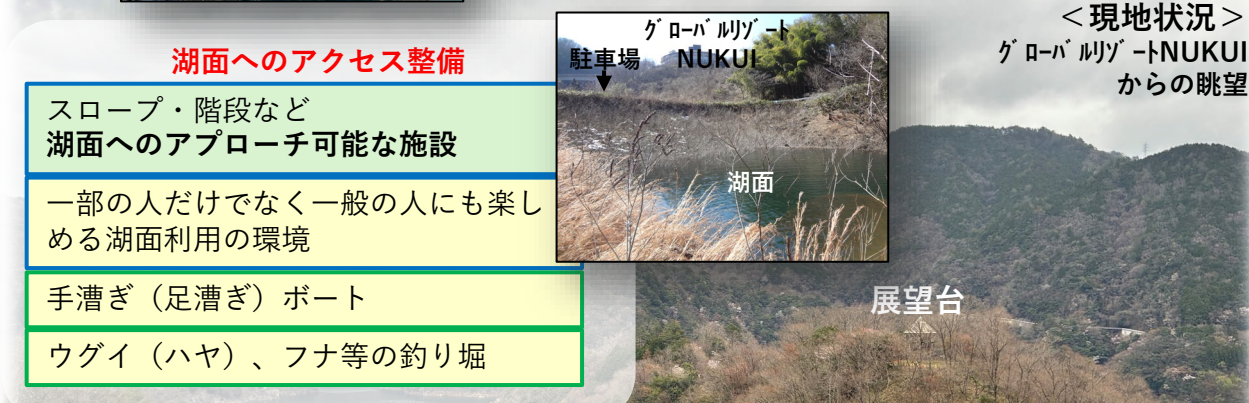 湖面へのアクセス整備
スロープ・階段など
湖面へのアプローチ可能な施設
一部の人だけでなく一般の人にも楽し
める湖面利用の環境
手漕ぎ（足漕ぎ）ボート
ウグイ（ハヤ）、フナ等の釣り堀
ｸﾞﾛｰﾊﾞﾙﾘｿﾞｰﾄ
駐車場 NUKUI
湖面
＜現地状況＞
ｸﾞﾛｰﾊﾞﾙﾘｿﾞｰﾄNUKUI
からの眺望
展望台